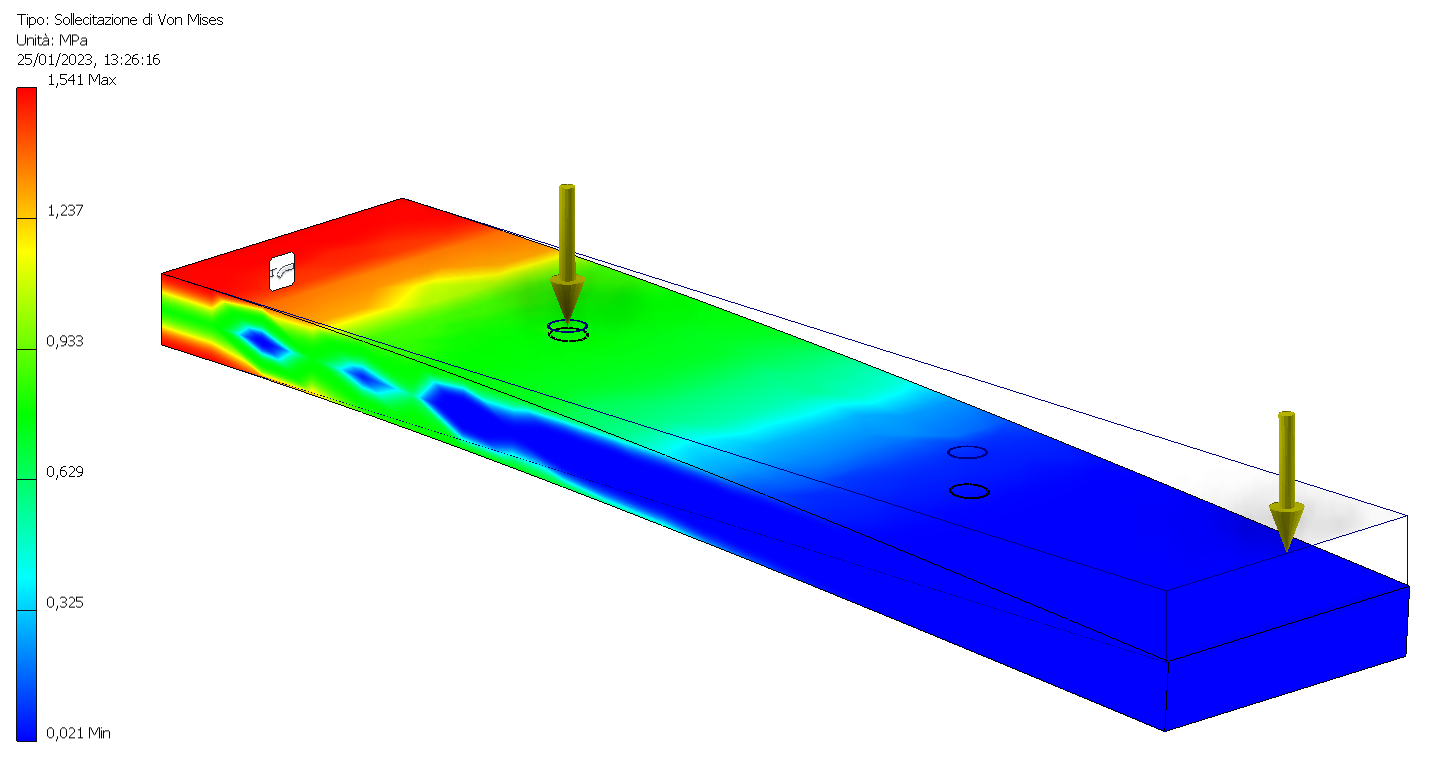 Tipo: Sollecitazione di Von Mises
Unità: MPa
25/01/2023, 13:26:16
1,541 Max
1,237
0,933
0,629
0,325
0,021 Min